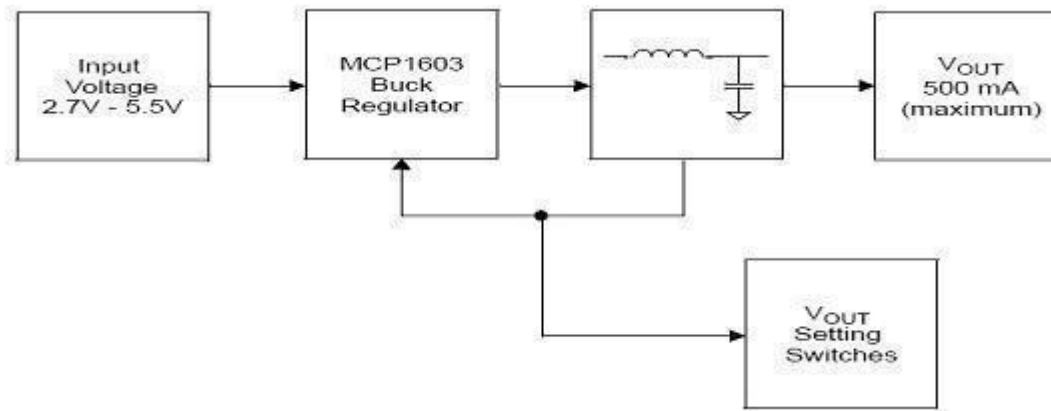 Input
Voltage
2.7V - 5.5V
MCP1603
Buck
Regulator
VOUT
500 mA
(maximum)
VOUT
Setting
Switches